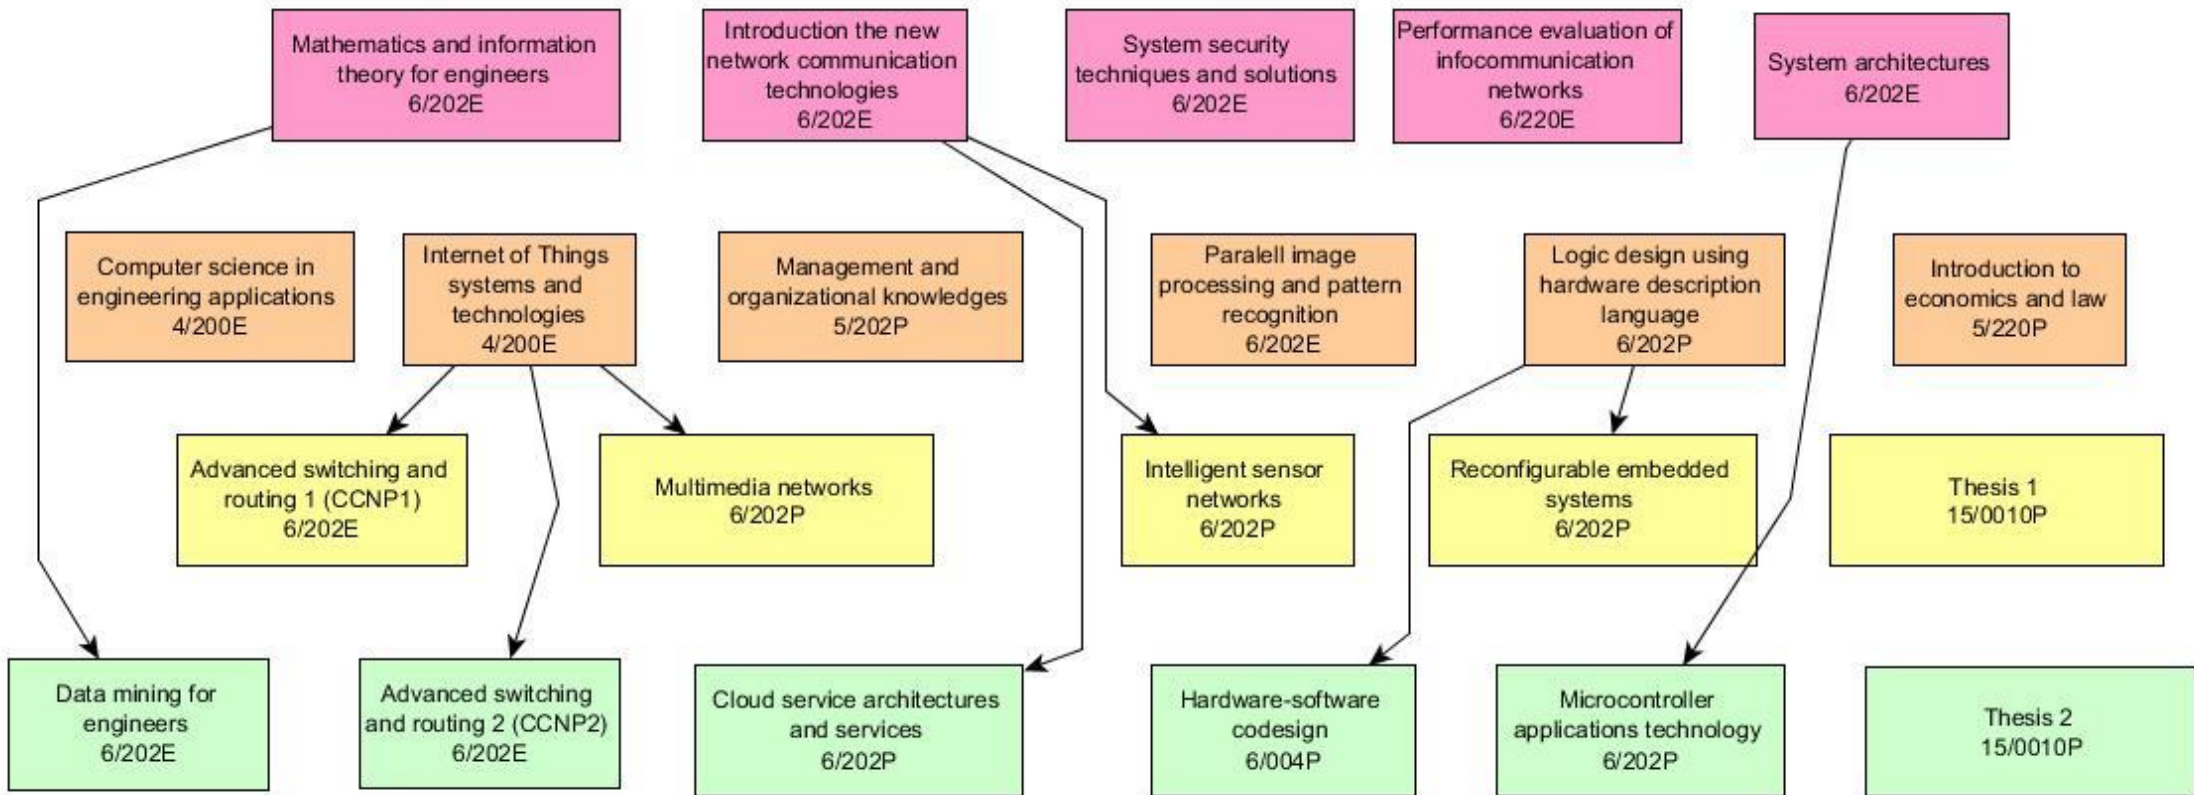 Mathematics and information
theory for engineers
6/202E
Introduction the new
network communication
technologies
6/202E
System security
techniques and solutions
6/202E
Performance evaluation of
infocommunication
networks
6/220E
System architectures
6/202E
Computer science in
engineering applications
4/200E
Internet of Things
systems and
technologies
4/200E
Management and
organizational knowledges
5/202P
Paralell image
processing and pattern
recognition
6/202E
Logic design using
hardware description
language
6/202P
Introduction to
economics and law
5/220P
Advanced switching and
routing 1 (CCNP1)
6/202E
Multimedia networks
6/202P
Intelligent sensor
networks
6/202P
Reconfigurable embedded
systems
6/202P
Thesis 1
15/0010P
Data mining for
engineers
6/202E
Advanced switching
and routing 2 (CCNP2)
6/202E
Cloud service architectures
and services
6/202P
Hardware-software
codesign
6/004P
Microcontroller
applications technology
6/202P
Thesis 2
15/0010P